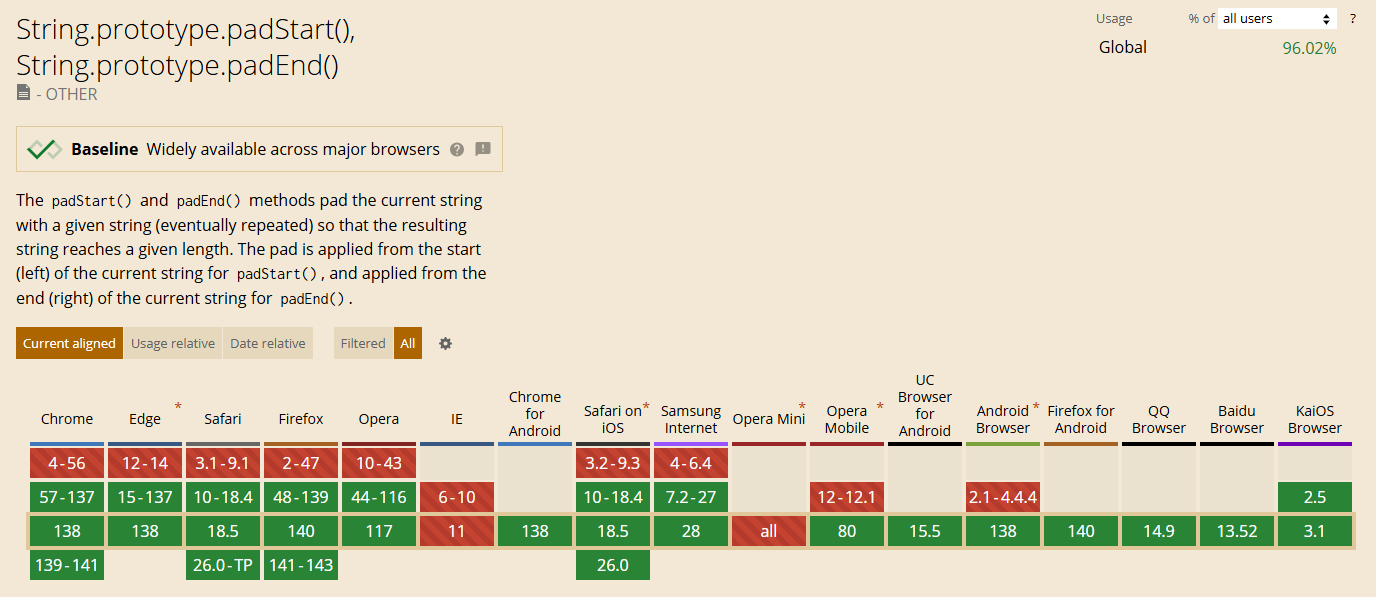 String.prototype.padStart(),
String.prototype.padEnd()
- OTHER
Usage % of all users ?
Global 96.02%
Baseline Widely available across major browsers ?
The padStart() and padEnd() methods pad the current string
with a given string (eventually repeated) so that the resulting
string reaches a given length. The pad is applied from the start
(left) of the current string for padStart(), and applied from the
end (right) of the current string for padEnd().
Current aligned Usage relative Date relative Filtered All
Chrome
Edge *
Safari
Firefox
Opera
IE
Chrome
for
Android
Safari on *
iOS
Samsung
Internet
Opera Mini *
Opera *
Mobile
UC
Browser
for
Android
Android *
Browser
Firefox for
Android
QQ
Browser
Baidu
Browser
KaiOS
Browser
4-56 12-14 3.1-9.1 2-47 10-43 3.2-9.3 4-6.4
57-137 15-137 10-18.4 48-139 44-116 6-10 10-18.4 7.2-27 12-12.1 2.1-4.4.4 2.5
138 138 18.5 140 117 11 138 18.5 28 all 80 15.5 138 140 14.9 13.52 3.1
139-141 26.0-TP 141-143 26.0